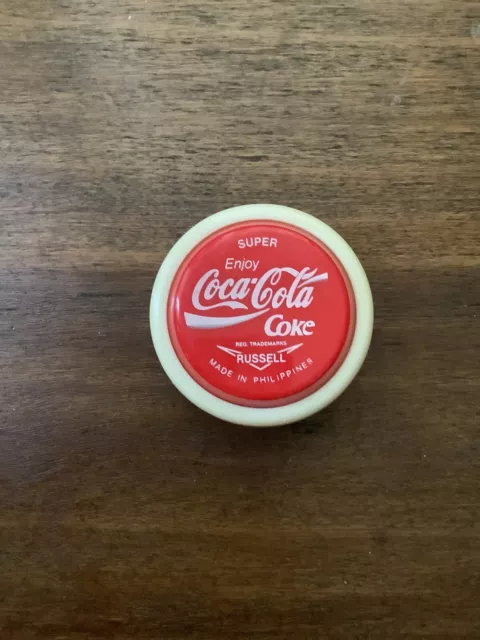 SUPER
Enjoy
Coca-Cola
Coke
REG. TRADEMARKS
RUSSELL
MADE IN PHILIPPINES